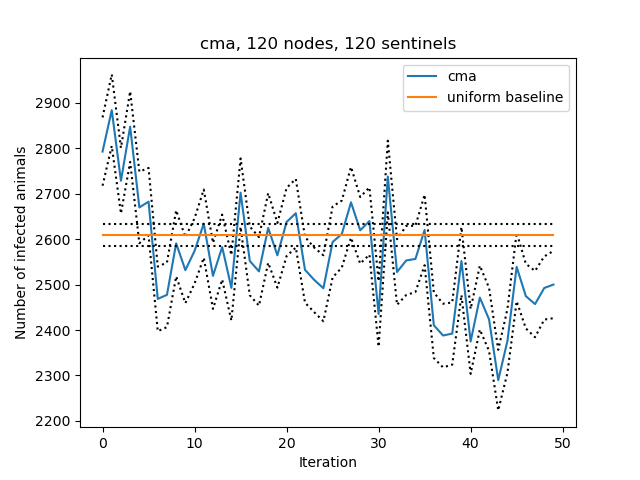 cma, 120 nodes, 120 sentinels
cma
uniform baseline
Number of infected animals
2900
2800
2700
2600
2500
2400
2300
2200
0 10 20 30 40 50
Iteration